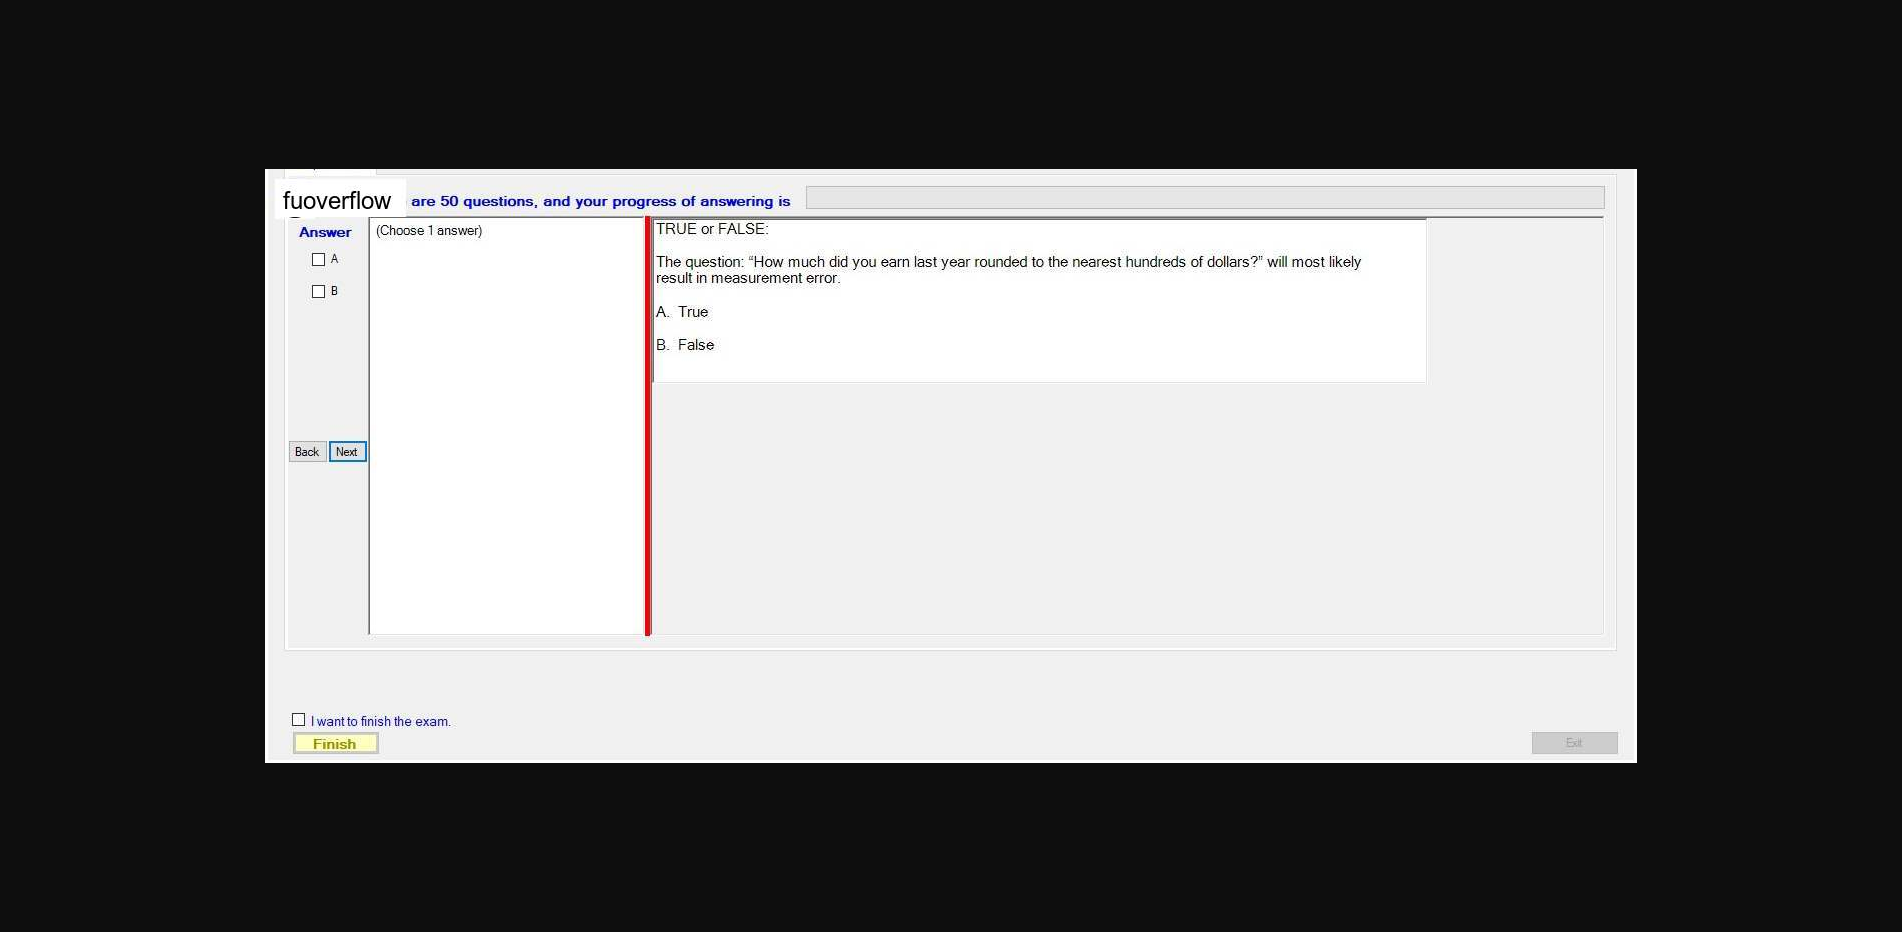 fuoverflow are 50 questions, and your progress of answering is
Answer
(Choose 1 answer)
A
B
Back Next
TRUE or FALSE:
The question: “How much did you earn last year rounded to the nearest hundreds of dollars?” will most likely
result in measurement error.
A. True
B. False
I want to finish the exam.
Finish
Exit